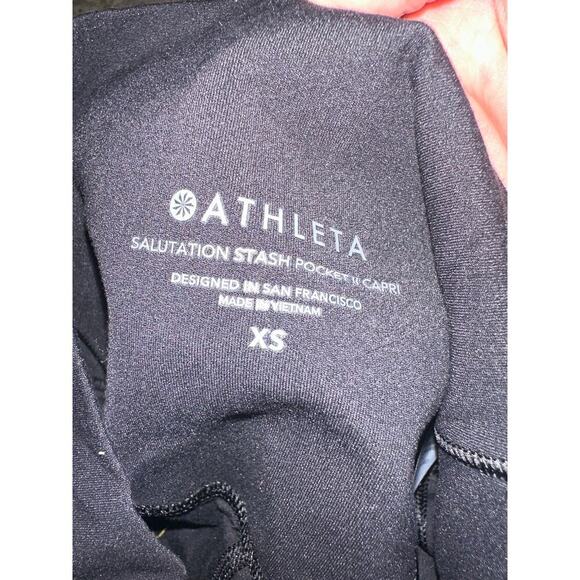 ATHLETA
SALUTATION STASH POCKET II CAPRI
DESIGNED IN SAN FRANCISCO
MADE IN VIETNAM
XS